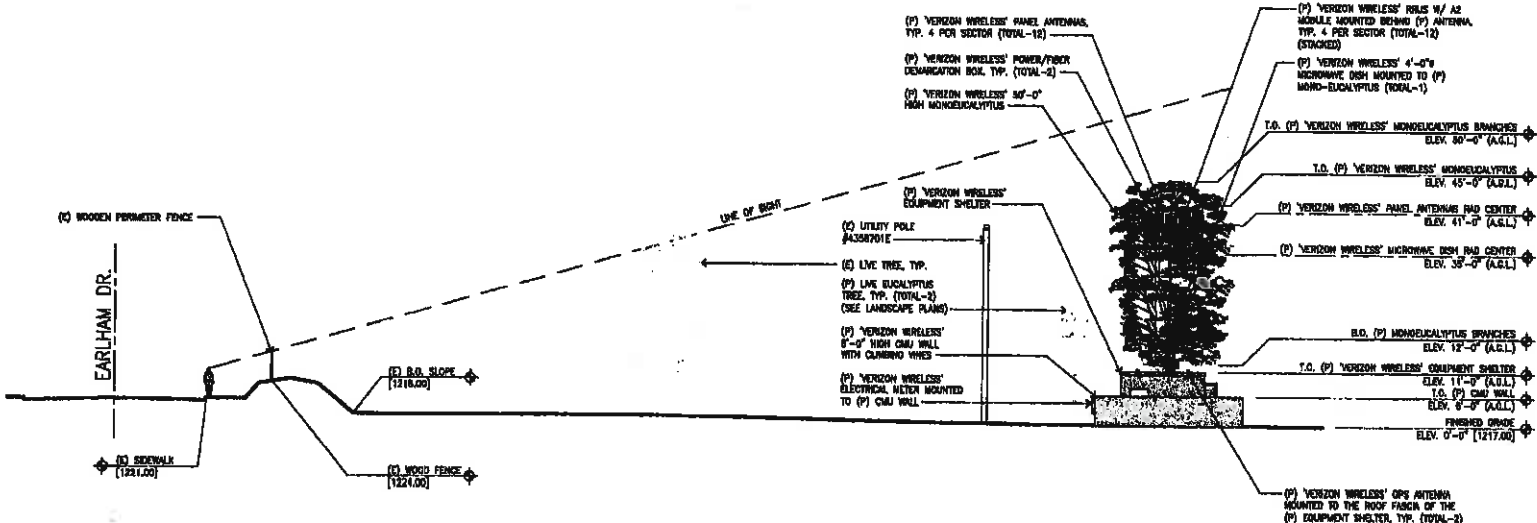 (P) 'VERIZON WIRELESS' PANEL ANTENNAS,
TYP. 4 PER SECTOR (TOTAL-12)
(P) 'VERIZON WIRELESS' POWER/FIBER
DEMARCATION BOX, TYP. (TOTAL-2)
(P) 'VERIZON WIRELESS' 50'-0"
HIGH MONOEUCALYPTUS
(P) 'VERIZON WIRELESS' RRUS W/ A2
MODULE MOUNTED BEHIND (P) ANTENNA,
TYP. 4 PER SECTOR (TOTAL-12)
(STACKED)
(P) 'VERIZON WIRELESS' 4'-0"ø
MICROWAVE DISH MOUNTED TO (P)
MONO-EUCALYPTUS (TOTAL-1)
T.O. (P) 'VERIZON WIRELESS' MONOEUCALYPTUS BRANCHES
ELEV. 50'-0" (A.G.L.)
T.O. (P) 'VERIZON WIRELESS' MONOEUCALYPTUS
ELEV. 45'-0" (A.G.L.)
(P) 'VERIZON WIRELESS' PANEL ANTENNAS RAD CENTER
ELEV. 41'-0" (A.G.L.)
(P) 'VERIZON WIRELESS' MICROWAVE DISH RAD CENTER
ELEV. 35'-0" (A.G.L.)
B.O. (P) MONOEUCALYPTUS BRANCHES
ELEV. 12'-0" (A.G.L.)
T.O. (P) 'VERIZON WIRELESS' EQUIPMENT SHELTER
ELEV. 11'-0" (A.G.L.)
T.O. (P) CMU WALL
ELEV. (A.G.L.)
FINISHED GRADE
ELEV. 0'-0" [1217.00]
(P) 'VERIZON WIRELESS' GPS ANTENNA
MOUNTED TO THE ROOF FASCIA OF THE
(P) EQUIPMENT SHELTER, TYP. (TOTAL-2)
(P) 'VERIZON WIRELESS'
EQUIPMENT SHELTER
(E) UTILITY POLE
#4358701E
(E) LIVE TREE, TYP.
(P) LIVE EUCALYPTUS
TREE, TYP. (TOTAL-2)
(SEE LANDSCAPE PLANS)
(P) 'VERIZON WIRELESS'
HIGH CMU WALL
WITH CLIMBING VINES
(P) 'VERIZON WIRELESS'
ELECTRICAL METER MOUNTED
TO (P) CMU WALL
LINE OF SIGHT
(E) WOODEN PERIMETER FENCE
EARLHAM DR.
(E) B.O. SLOPE
[1218.00]
(E) SIDEWALK
[1221.00]
(E) WOOD FENCE
[1224.00]